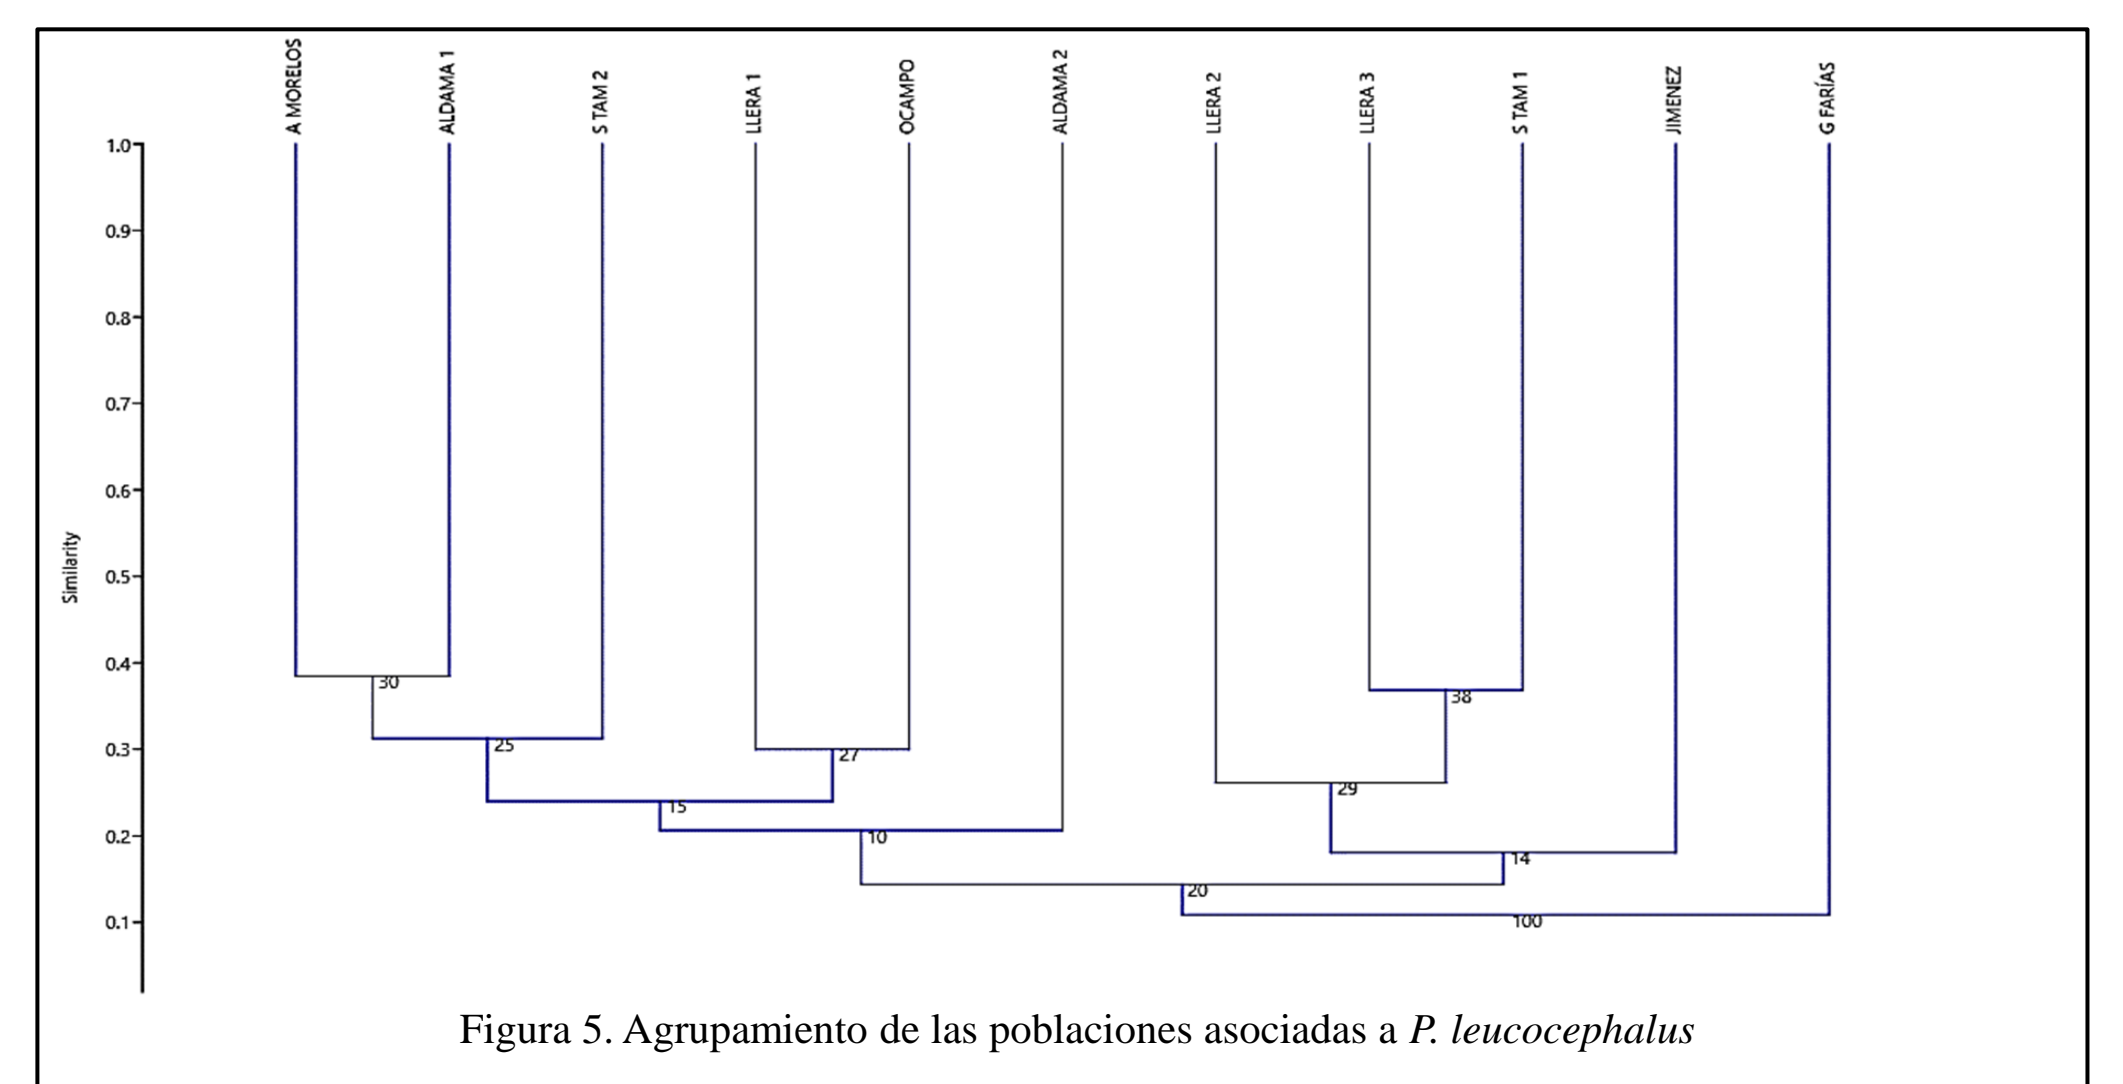 A MORELOS
ALDAMA 1
S TAM 2
LLERA 1
OCAMPO
ALDAMA 2
LLERA 2
LLERA 3
S TAM 1
JIMENEZ
G FARÍAS
1.0
0.9
0.8
0.7
0.6
0.5
0.4
0.3
0.2
0.1
Similarity
30
38
25
27
29
15
10
14
20
100
Figura 5. Agrupamiento de las poblaciones asociadas a P. leucocephalus